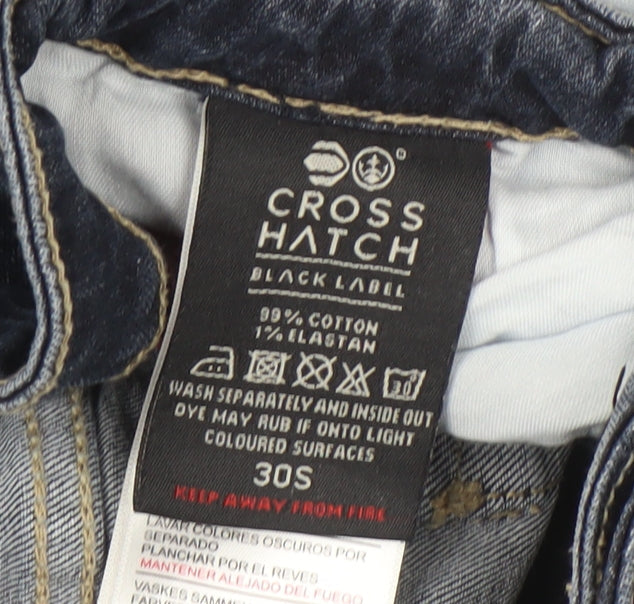 CROSS
HATCH
BLACK LABEL
99% COTTON
1% ELASTAN
30°
WASH SEPARATELY AND INSIDE OUT
DYE MAY RUB IF ONTO LIGHT
COLOURED SURFACES
30S
KEEP AWAY FROM FIRE
LAVAR COLORES OSCUROS POR
SEPARADO
PLANCHAR POR EL REVES
MANTENER ALEJADO DEL FUEGO
VASKES